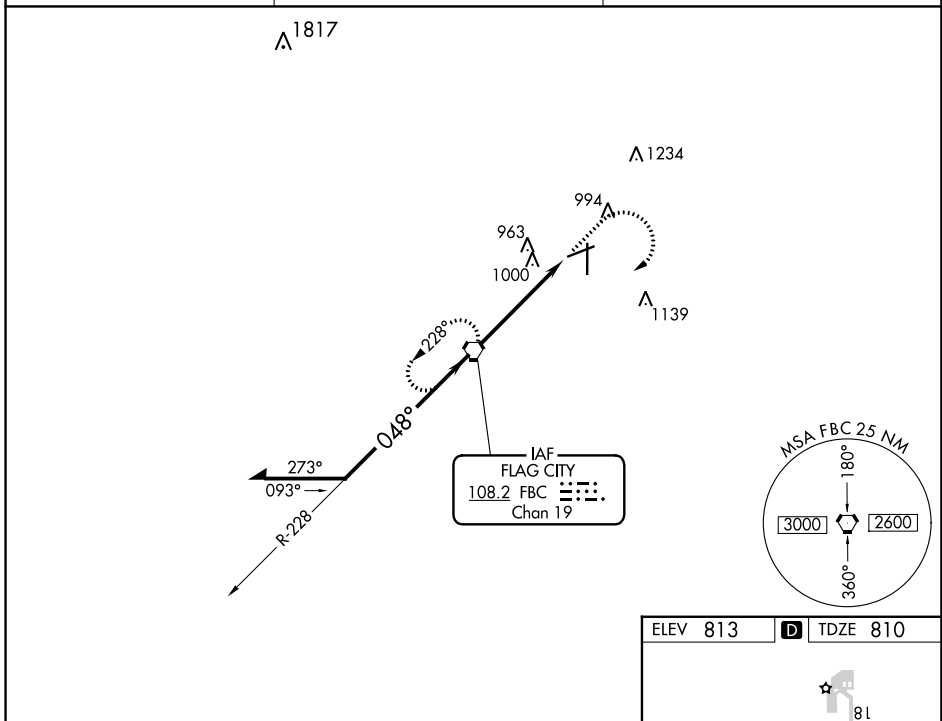 1817
1234
994
963
1000
1139
228°
048°
273°
093°
R-228
IAF
FLAG CITY
108.2 FBC
Chan 19
MSA FBC 25 NM
180°
3000
2600
360°
ELEV 813 D TDZE 810
18